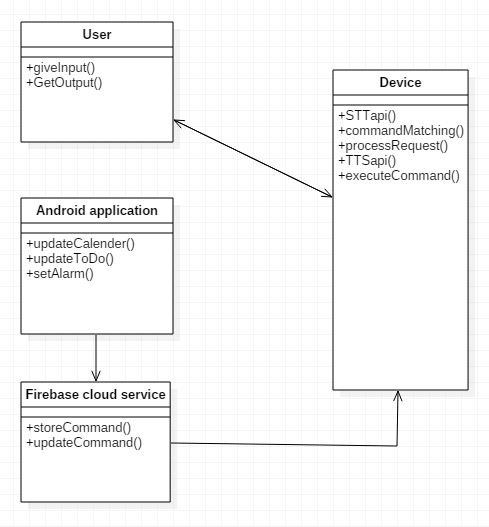 User
+giveInput()
+GetOutput()
Device
+STTapi()
+commandMatching()
+processRequest()
+TTSapi()
+executeCommand()
Android application
+updateCalender()
+updateToDo()
+setAlarm()
Firebase cloud service
+storeCommand()
+updateCommand()